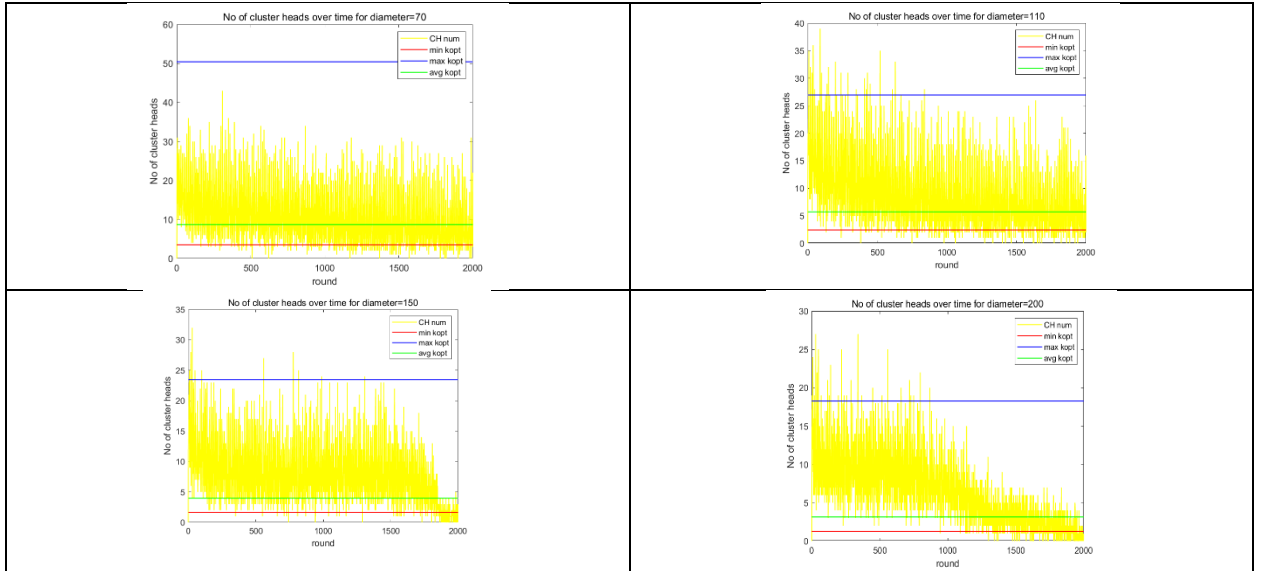 No of cluster heads over time for diameter=70
60
50
40
30
20
10
0
No of cluster heads
CH num
min kopt
max kopt
avg kopt
0 500 1000 1500 2000
round
No of cluster heads over time for diameter=110
40
35
30
25
20
15
10
5
0
No of cluster heads
CH num
min kopt
max kopt
avg kopt
0 500 1000 1500 2000
round
No of cluster heads over time for diameter=150
35
30
25
20
15
10
5
0
No of cluster heads
CH num
min kopt
max kopt
avg kopt
0 500 1000 1500 2000
round
No of cluster heads over time for diameter=200
30
25
20
15
10
5
0
No of cluster heads
CH num
min kopt
max kopt
avg kopt
0 500 1000 1500 2000
round